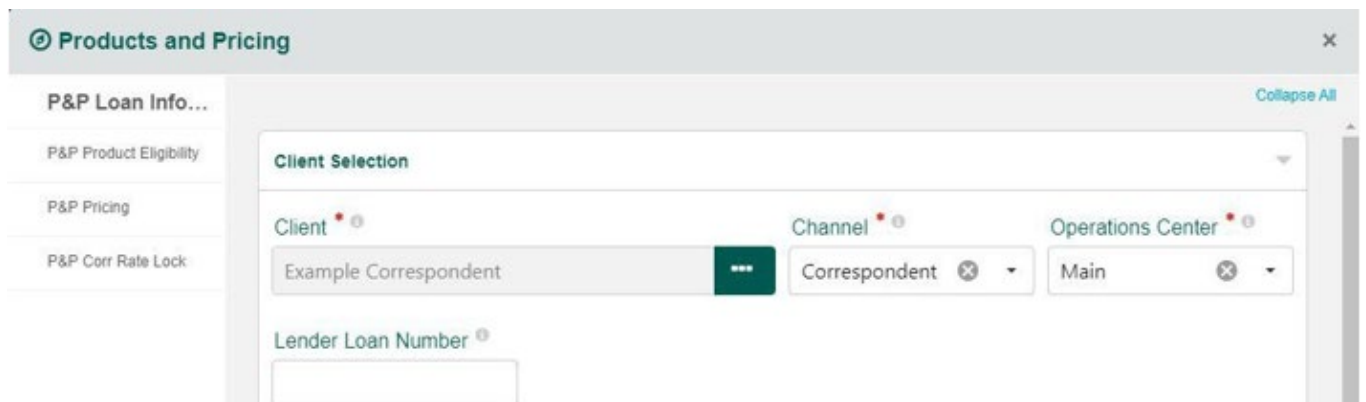 Products and Pricing
P&P Loan Info...
Collapse All
P&P Product Eligibility
Client Selection
P&P Pricing
Client * Channel * Operations Center *
P&P Corr Rate Lock
Example Correspondent ... Correspondent Main
Lender Loan Number